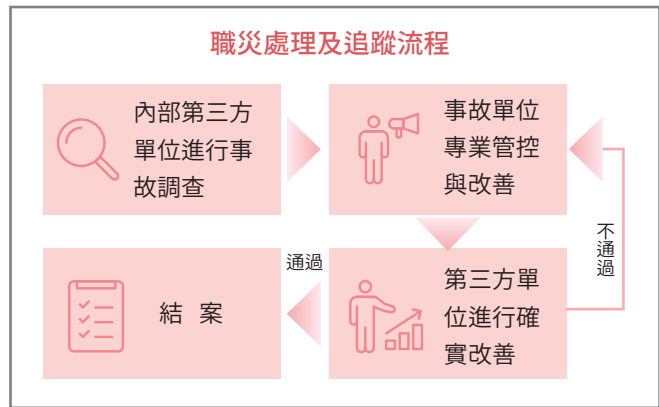 職災處理及追蹤流程
內部第三方
單位進行事
故調查
事故單位
專業管控
與改善
不通過
第三方單
位進行確
實改善
通過
結 案